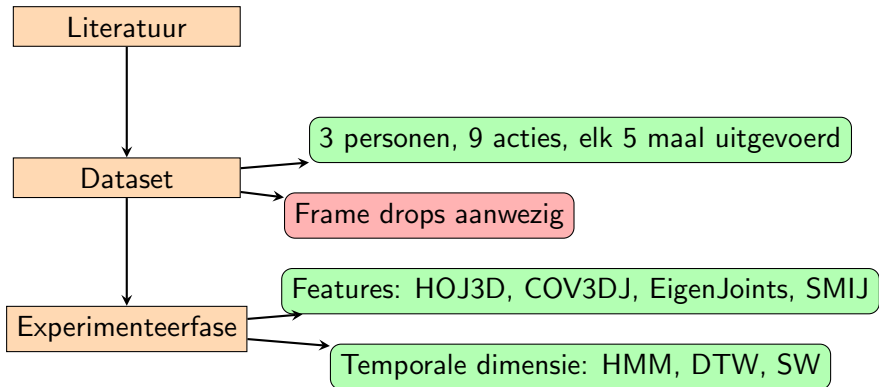 Literatuur
3 personen, 9 acties, elk 5 maal uitgevoerd
Dataset
Frame drops aanwezig
Features: HOJ3D, COV3DJ, EigenJoints, SMIJ
Experimenteerfase
Temporale dimensie: HMM, DTW, SW